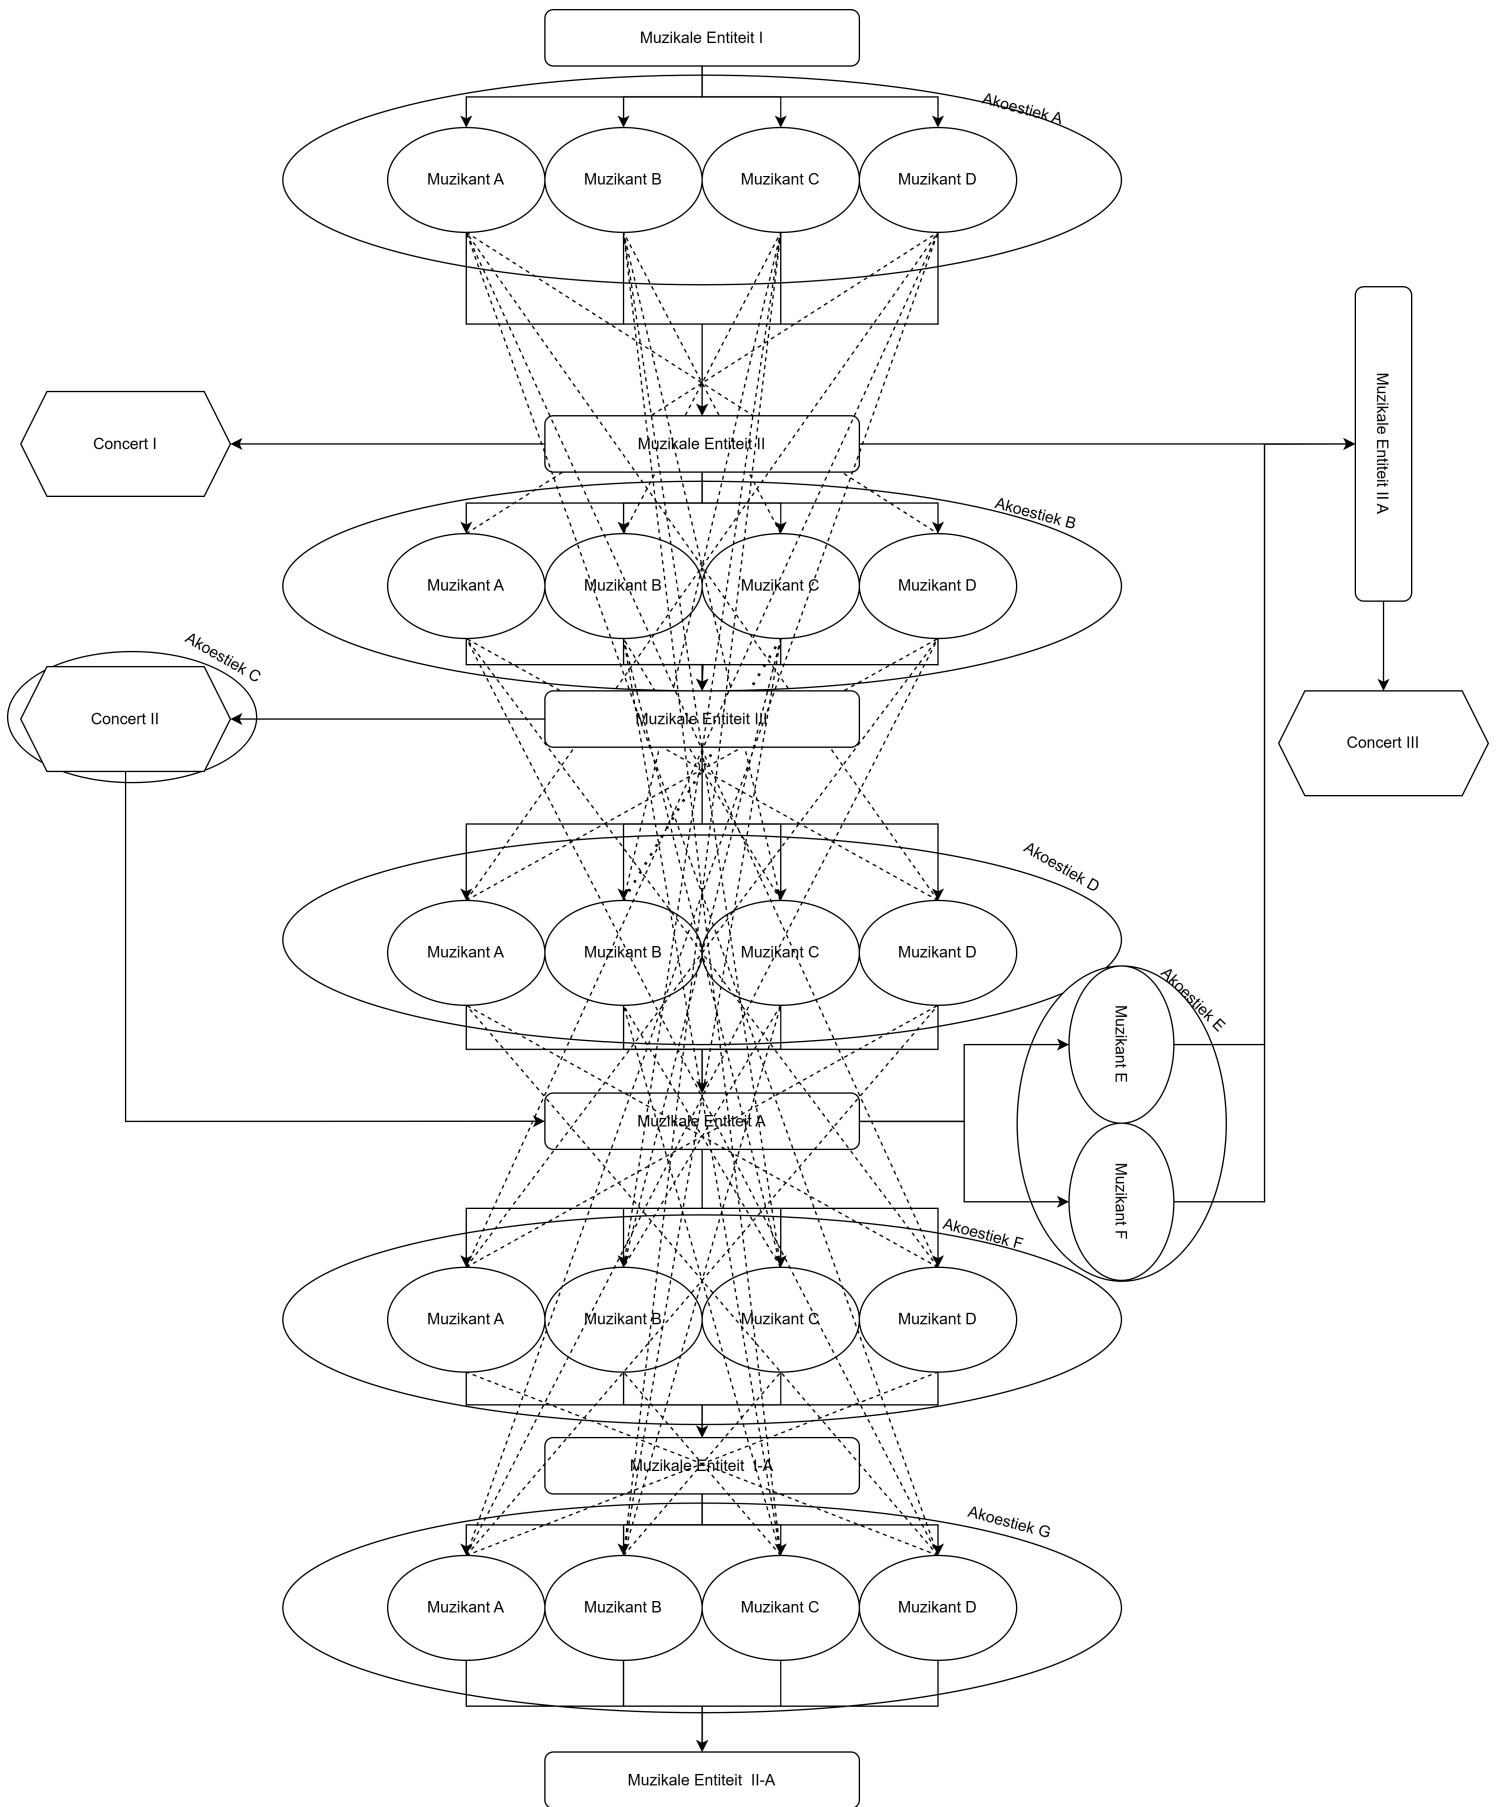 Muzikale Entiteit I
Akoestiek A
Muzikant A
Muzikant B
Muzikant C
Muzikant D
Concert I
Muzikale Entiteit II
Muzikale Entiteit II A
Akoestiek B
Muzikant A
Muzikant B
Muzikant C
Muzikant D
Akoestiek C
Concert II
Muzikale Entiteit III
Concert III
Akoestiek D
Muzikant A
Muzikant B
Muzikant C
Muzikant D
Akoestiek E
Muzikant E
Muzikale Entiteit A
Muzikant F
Akoestiek F
Muzikant A
Muzikant B
Muzikant C
Muzikant D
Muzikale Entiteit I-A
Akoestiek G
Muzikant A
Muzikant B
Muzikant C
Muzikant D
Muzikale Entiteit II-A